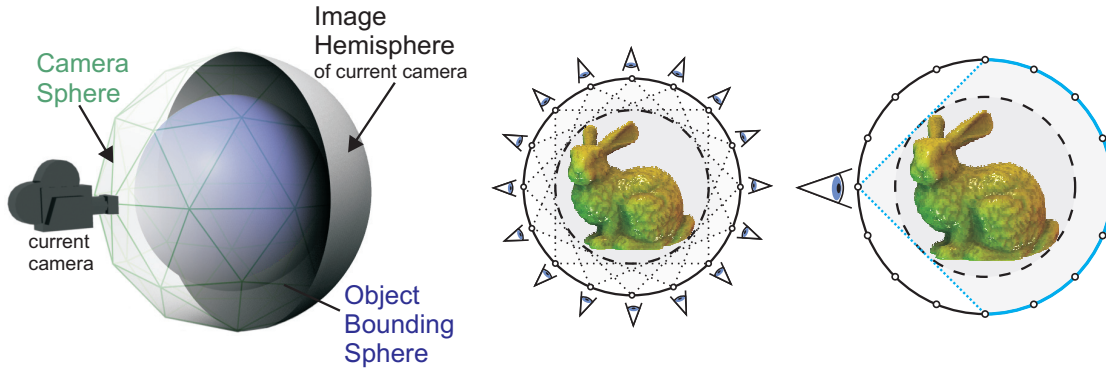 Image
Hemisphere
of current camera
Camera
Sphere
current
camera
Object
Bounding
Sphere